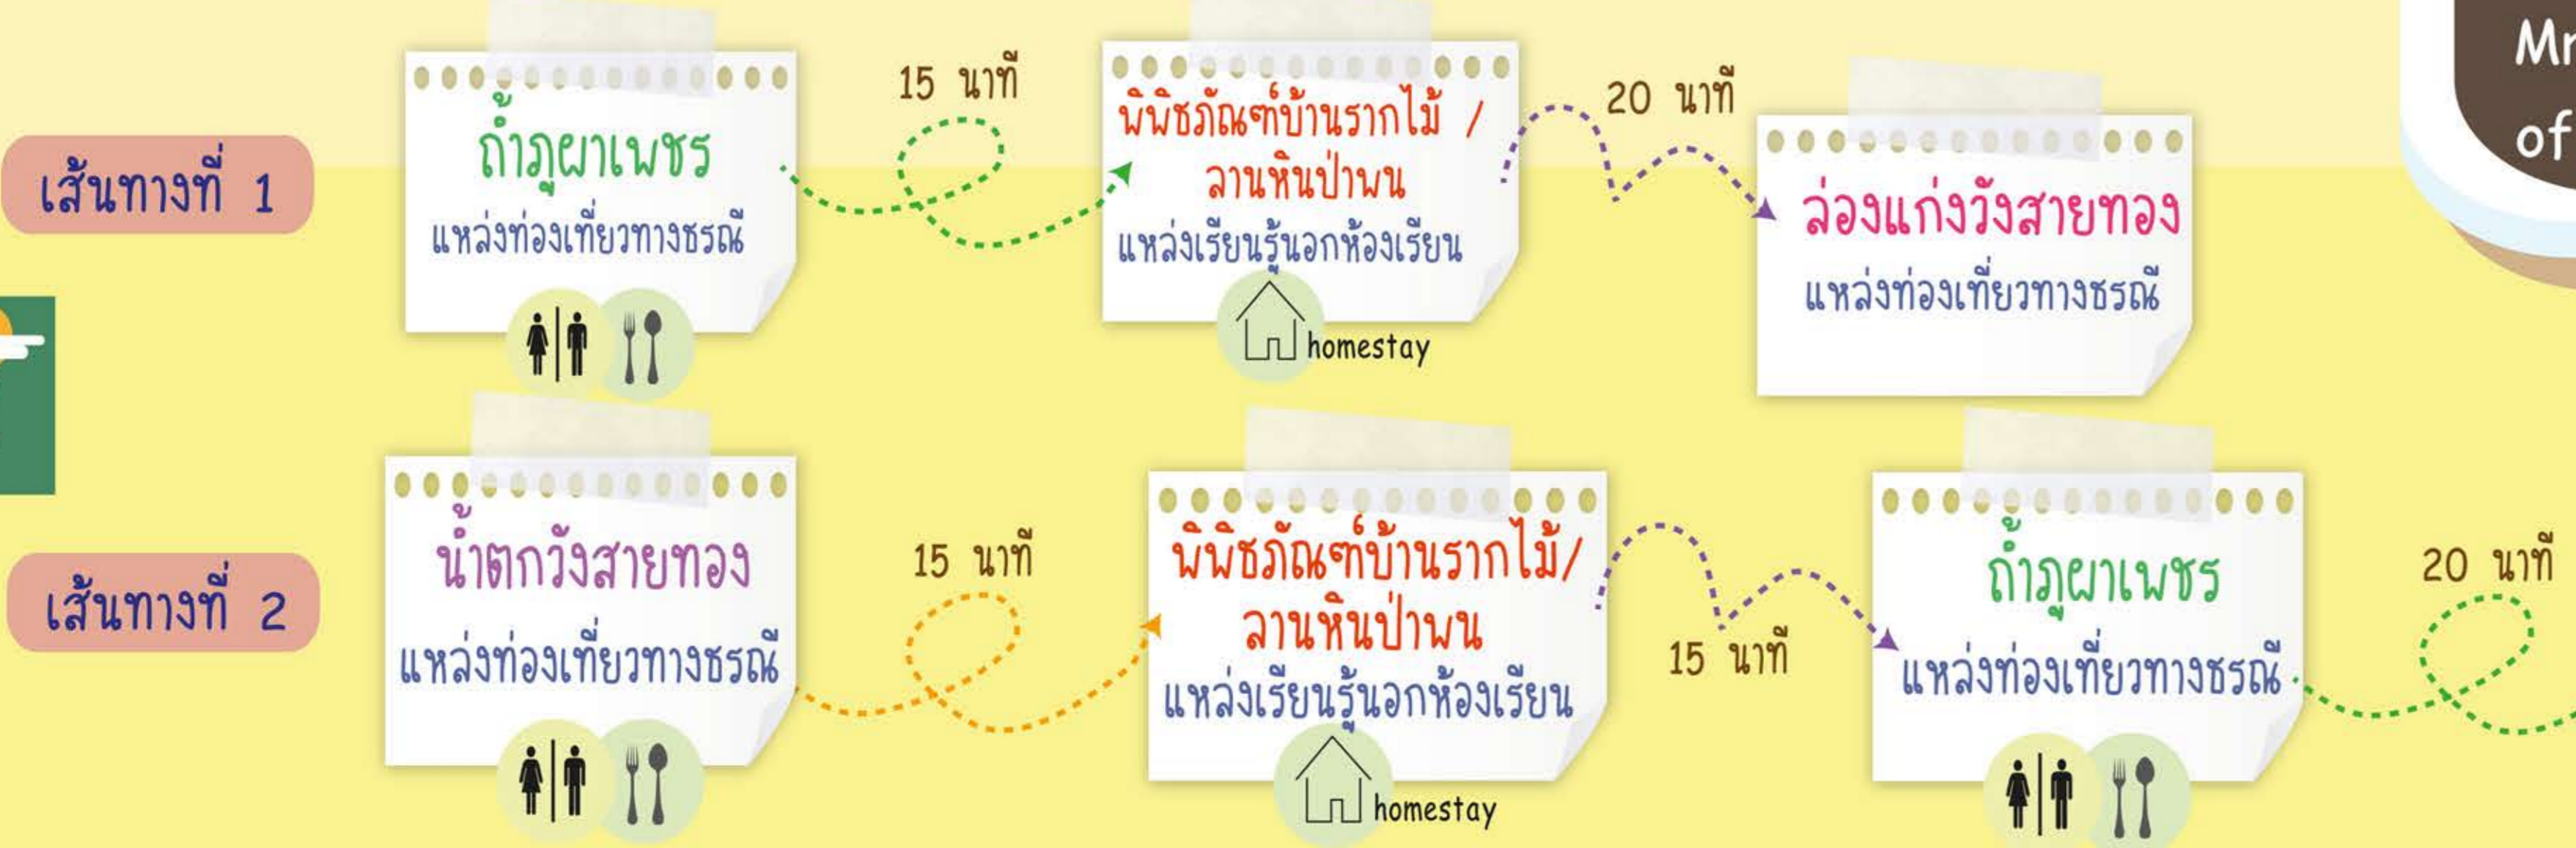 เส้นทางที่ 1
ถ้ำภูผาเพชร
แหล่งท่องเที่ยวทางธรณี
15 นาที
พิพิธภัณฑ์บ้านรากไม้ /
ลานหินป่าพน
แหล่งเรียนรู้นอกห้องเรียน
homestay
20 นาที
ล่องแก่งวังสายทอง
แหล่งท่องเที่ยวทางธรณี
of
เส้นทางที่ 2
น้ำตกวังสายทอง
แหล่งท่องเที่ยวทางธรณี
15 นาที
พิพิธภัณฑ์บ้านรากไม้/
ลานหินป่าพน
แหล่งเรียนรู้นอกห้องเรียน
homestay
15 นาที
ถ้ำภูผาเพชร
แหล่งท่องเที่ยวทางธรณี
20 นาที